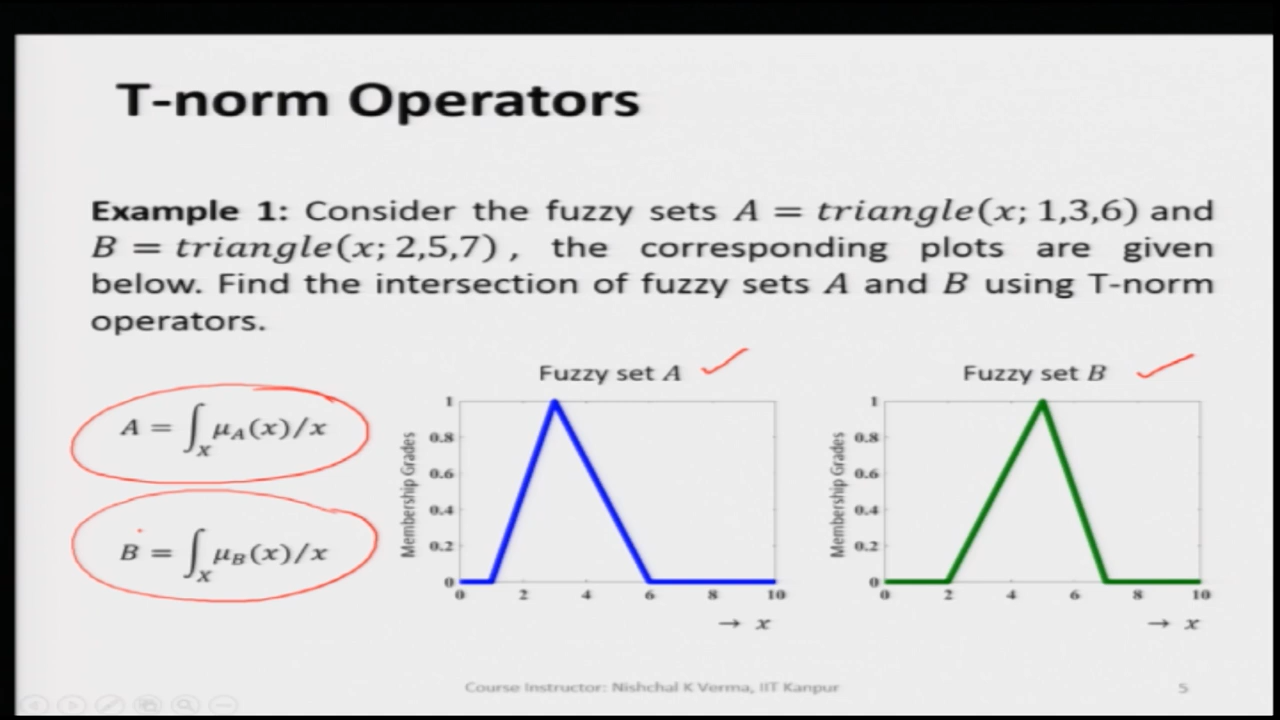 T-norm Operators
Example 1: Consider the fuzzy sets A = triangle(x; 1,3,6) and
B = triangle(x; 2,5,7) , the corresponding plots are given
below. Find the intersection of fuzzy sets A and B using T-norm
operators.
A = ∫_X μ_A(x)/x
B = ∫_X μ_B(x)/x
Fuzzy set A
Membership Grades
1
0.8
0.6
0.4
0.2
0
0 2 4 6 8 10
→ x
Fuzzy set B
Membership Grades
1
0.8
0.6
0.4
0.2
0
0 2 4 6 8 10
→ x
Course Instructor: Nishchal K Verma, IIT Kanpur
5